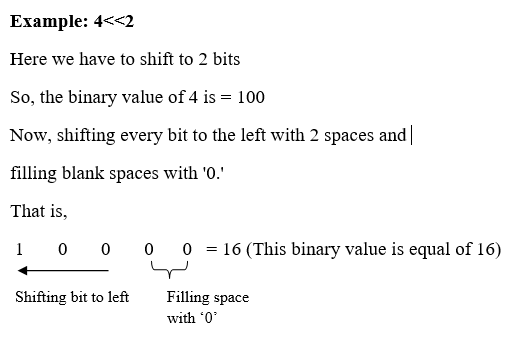 Example: 4<<2
Here we have to shift to 2 bits
So, the binary value of 4 is = 100
Now, shifting every bit to the left with 2 spaces and
filling blank spaces with '0.'
That is,
1 0 0 0 0 = 16 (This binary value is equal of 16)
Shifting bit to left Filling space
with ‘0’